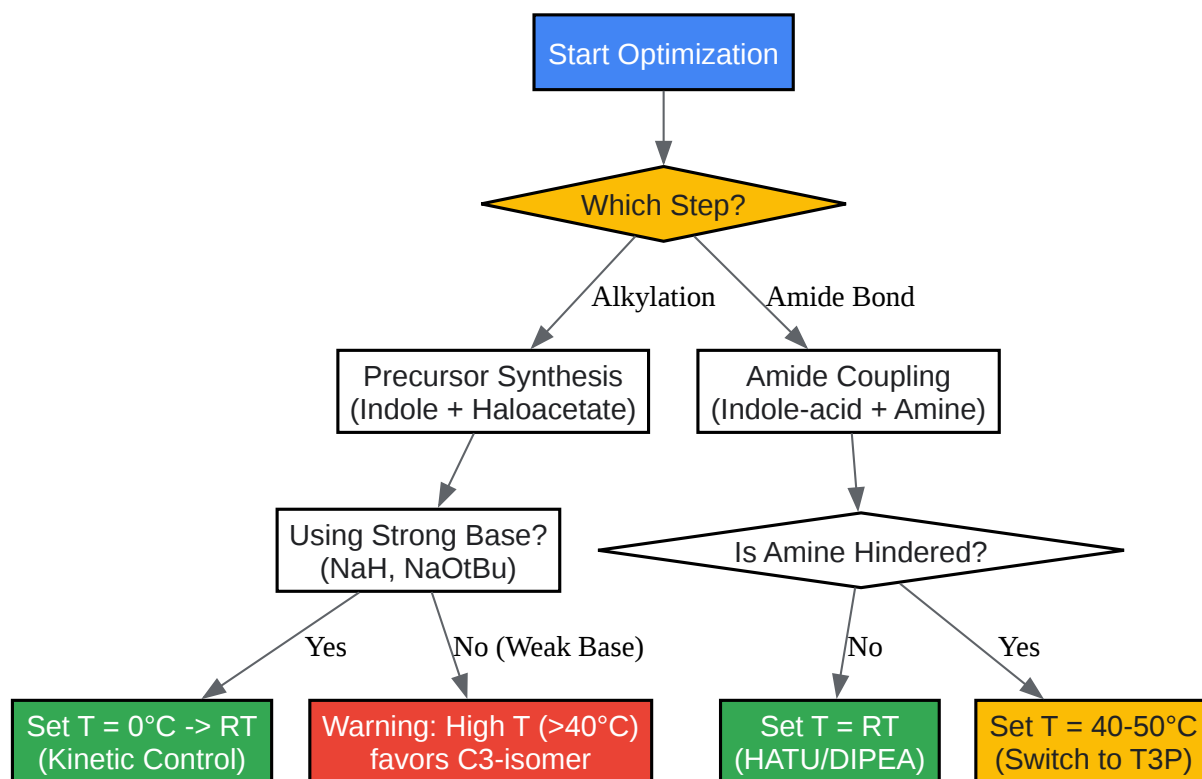 Start Optimization
Which Step?
Alkylation
Amide Bond
Precursor Synthesis
(Indole + Haloacetate)
Amide Coupling
(Indole-acid + Amine)
Using Strong Base?
(NaH, NaOtBu)
Is Amine Hindered?
Yes
No (Weak Base)
No
Yes
Set T = 0°C -> RT
(Kinetic Control)
Warning: High T (>40°C)
favors C3-isomer
Set T = RT
(HATU/DIPEA)
Set T = 40-50°C
(Switch to T3P)